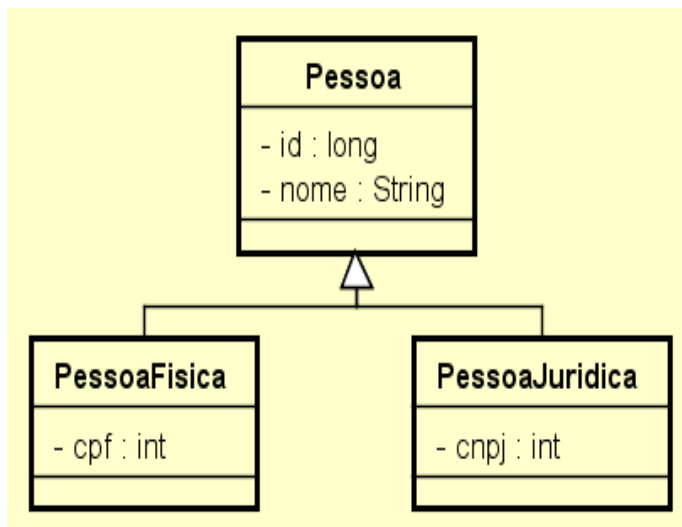 Pessoa
- id : long
- nome : String
PessoaFisica
- cpf : int
PessoaJuridica
- cnpj : int